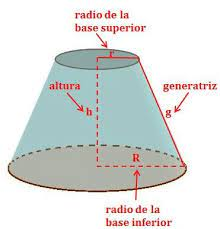 radio de la
base superior
r
altura
generatriz
h
g
R
radio de la
base inferior